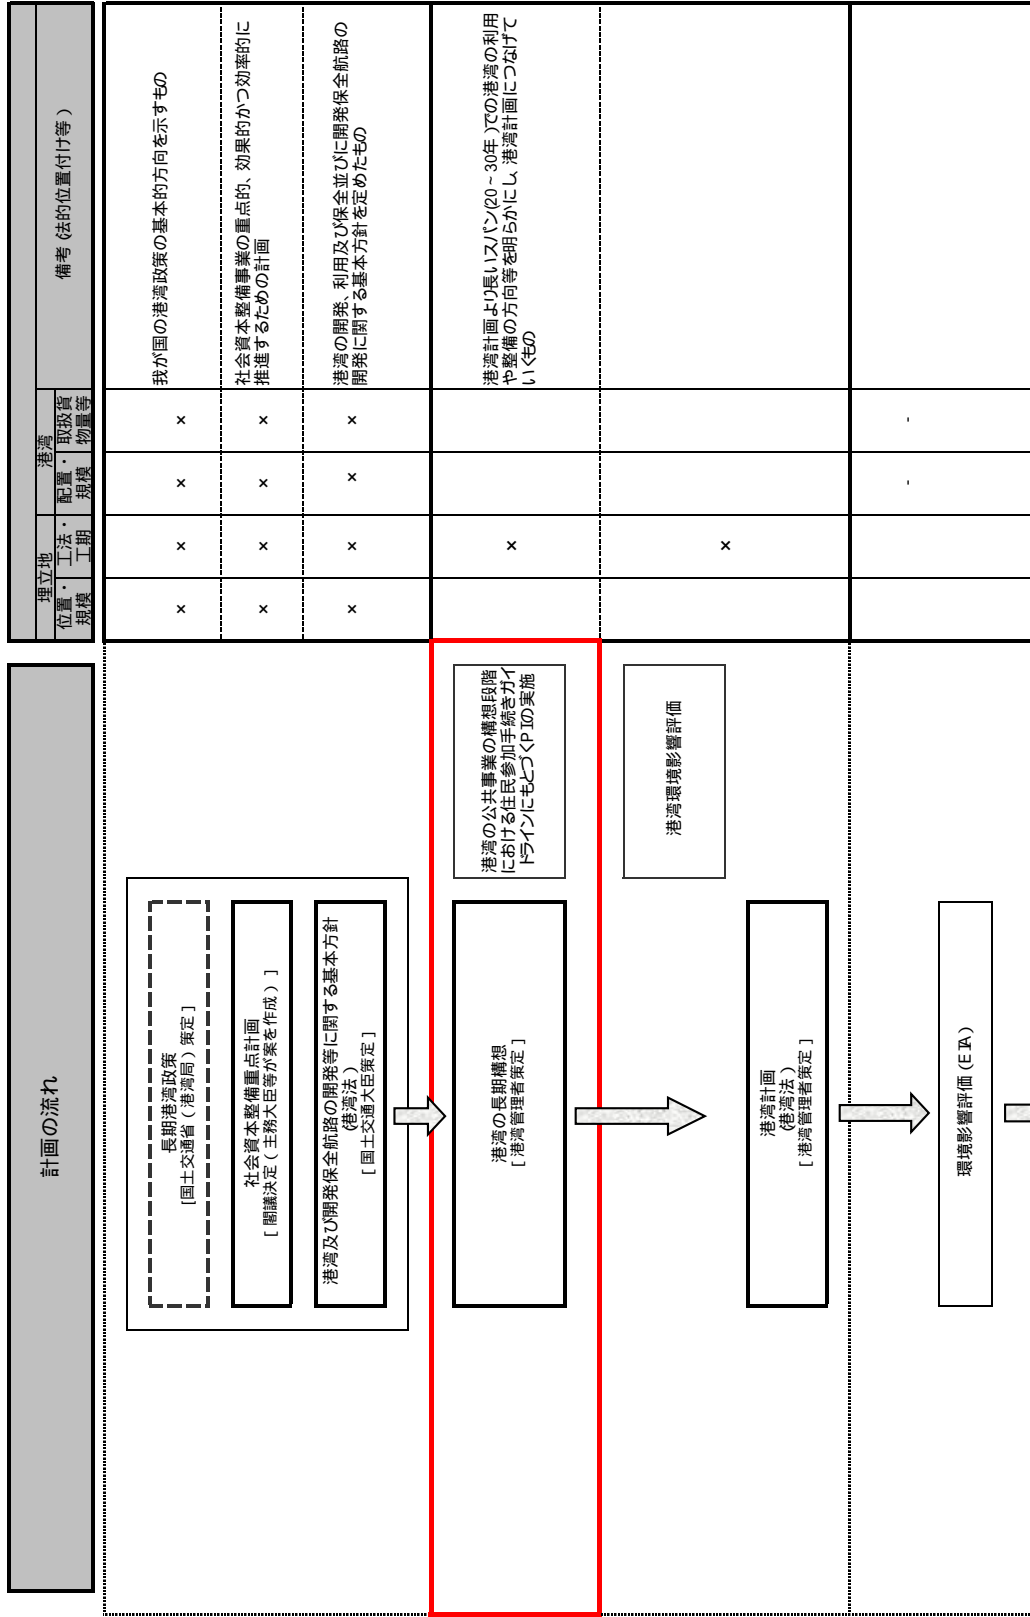 計画の流れ
埋立地
港湾
備考（法的位置付け等）
位置・
規模
工法・
工期
配置・
規模
取扱貨
物量等
長期港湾政策
[国土交通省（港湾局）策定]
× × × ×
我が国の港湾政策の基本的方向を示すもの
社会資本整備重点計画
[閣議決定（主務大臣等が案を作成）]
× × × ×
社会資本整備事業の重点的、効果的かつ効率的に
推進するための計画
港湾及び開発保全航路の開発等に関する基本方針
（港湾法）
[国土交通大臣策定]
× × × ×
港湾の開発、利用及び保全並びに開発保全航路の
開発に関する基本方針を定めたもの
港湾の長期構想
[港湾管理者策定]
港湾の公共事業の構想段階
における住民参加手続きガイ
ドラインにもとづくPIの実施
×
港湾計画より長いスパン(20~30年)での港湾の利用
や整備の方向等を明らかにし、港湾計画につなげて
いくもの
港湾環境影響評価
×
港湾計画
（港湾法）
[港湾管理者策定]
環境影響評価(EIA)
- -